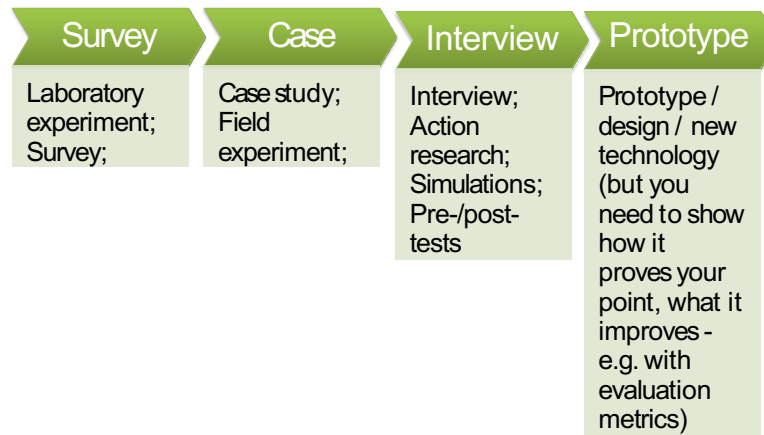 Survey
Laboratory
experiment;
Survey;
Case
Case study;
Field
experiment;
Interview
Interview;
Action
research;
Simulations;
Pre-/post-
tests
Prototype
Prototype /
design / new
technology
(but you
need to show
how it
proves your
point, what it
improves -
e.g. with
evaluation
metrics)